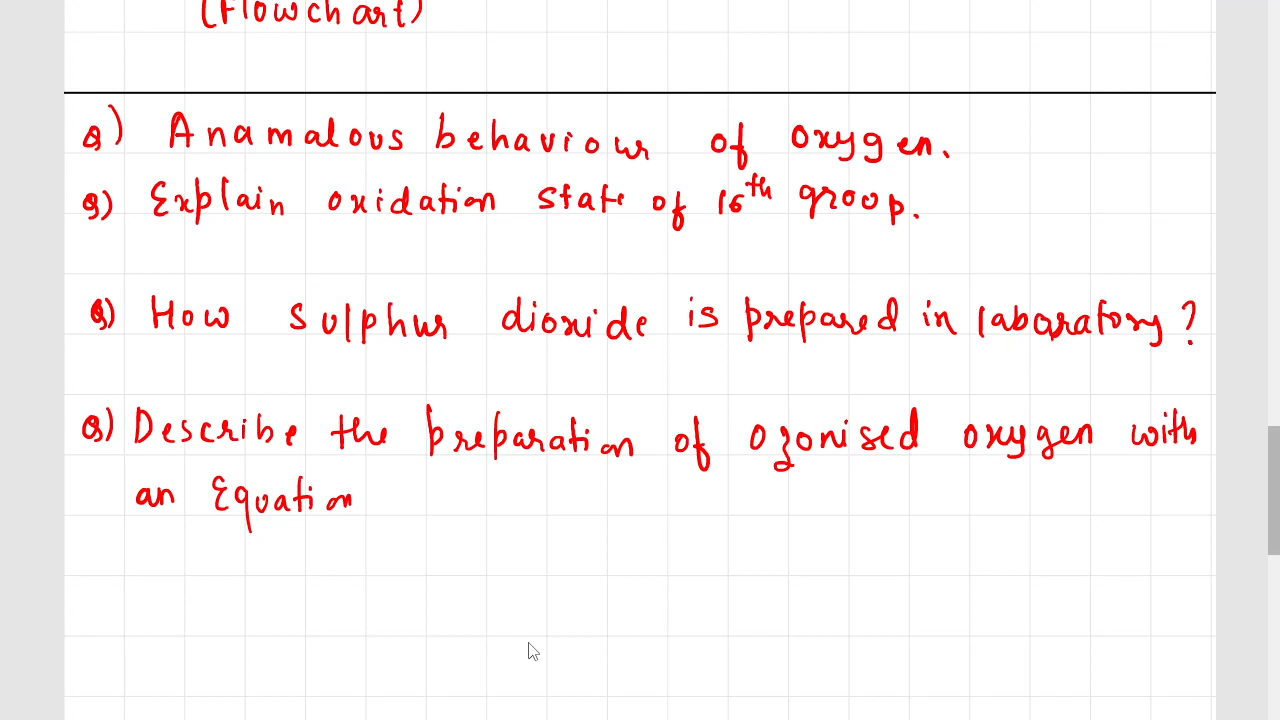 (Flowchart)
Q) Anamalous behaviour of oxygen.
Q) Explain oxidation state of 16th group.
Q) How sulphur dioxide is prepared in labaratory?
Q) Describe the preparation of ozonised oxygen with
an Equation